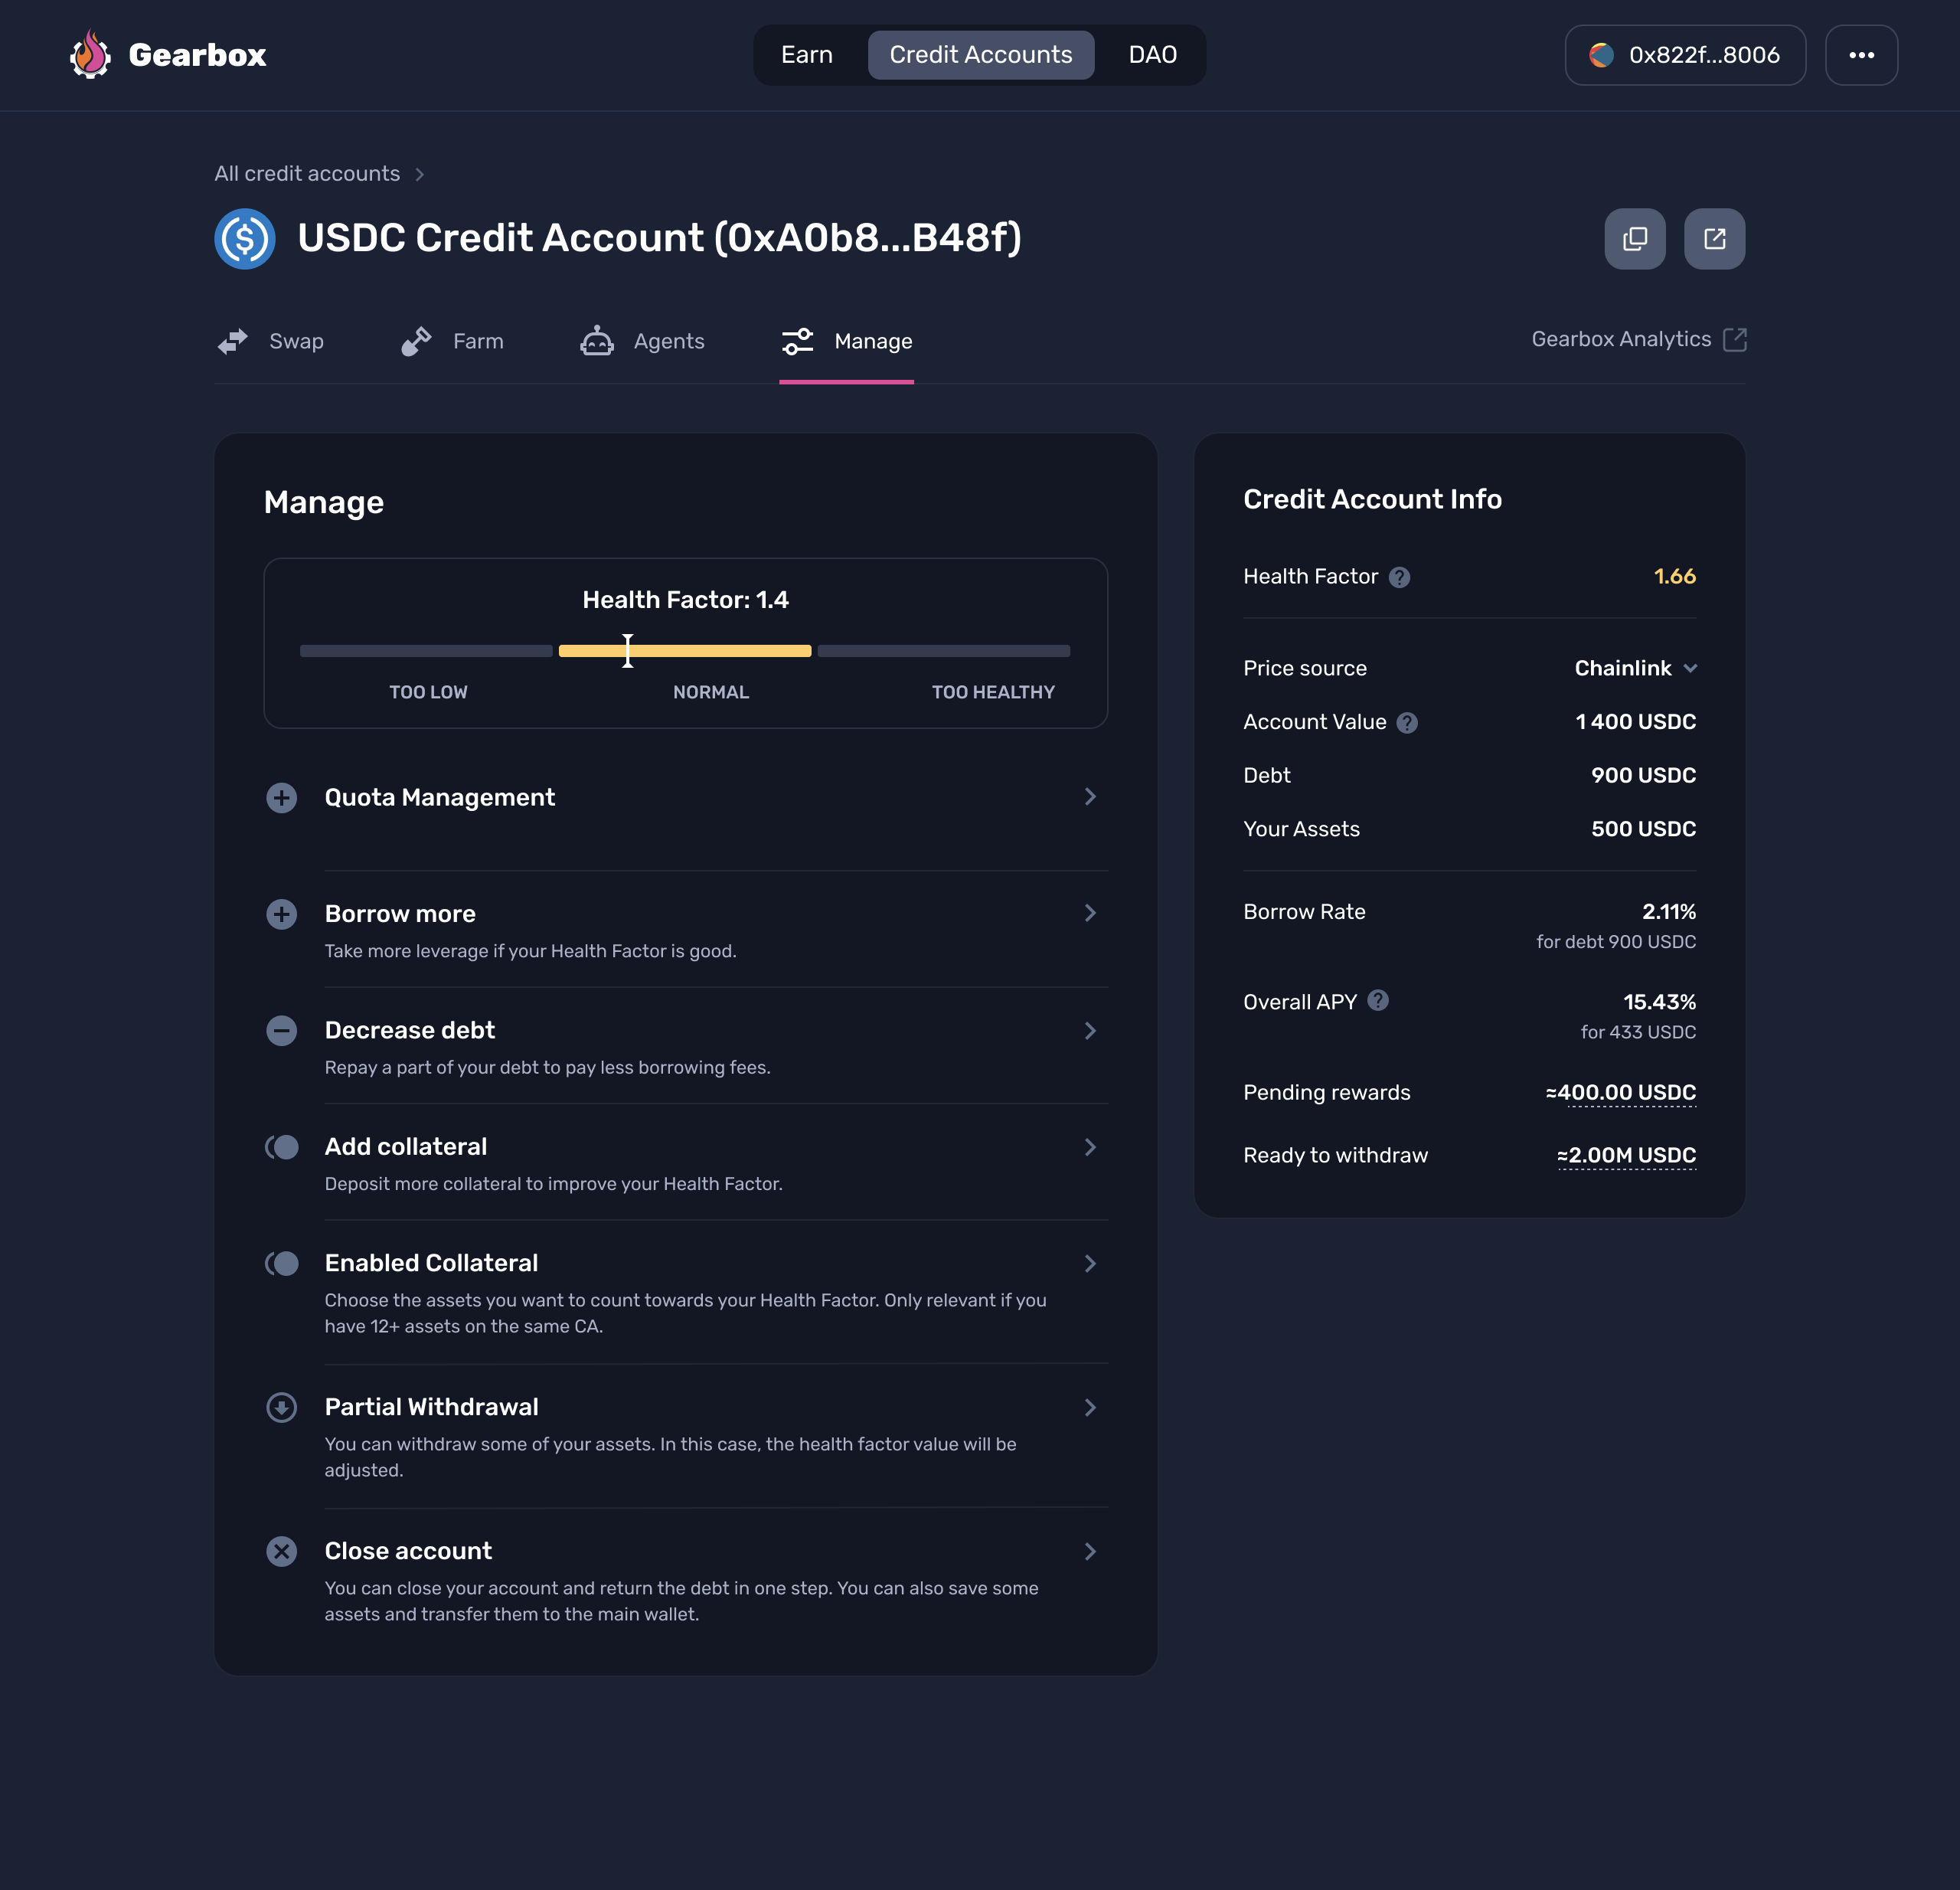 Gearbox
Earn
Credit Accounts
DAO
0x822f...8006
All credit accounts
USDC Credit Account (0xA0b8...B48f)
Swap
Farm
Agents
Manage
Gearbox Analytics
Manage
Health Factor: 1.4
TOO LOW
NORMAL
TOO HEALTHY
Quota Management
Borrow more
Take more leverage if your Health Factor is good.
Decrease debt
Repay a part of your debt to pay less borrowing fees.
Add collateral
Deposit more collateral to improve your Health Factor.
Enabled Collateral
Choose the assets you want to count towards your Health Factor. Only relevant if you
have 12+ assets on the same CA.
Partial Withdrawal
You can withdraw some of your assets. In this case, the health factor value will be
adjusted.
Close account
You can close your account and return the debt in one step. You can also save some
assets and transfer them to the main wallet.
Credit Account Info
Health Factor ? 1.66
Price source Chainlink
Account Value ? 1 400 USDC
Debt 900 USDC
Your Assets 500 USDC
Borrow Rate 2.11%
for debt 900 USDC
Overall APY ? 15.43%
for 433 USDC
Pending rewards ≈400.00 USDC
Ready to withdraw ≈2.00M USDC